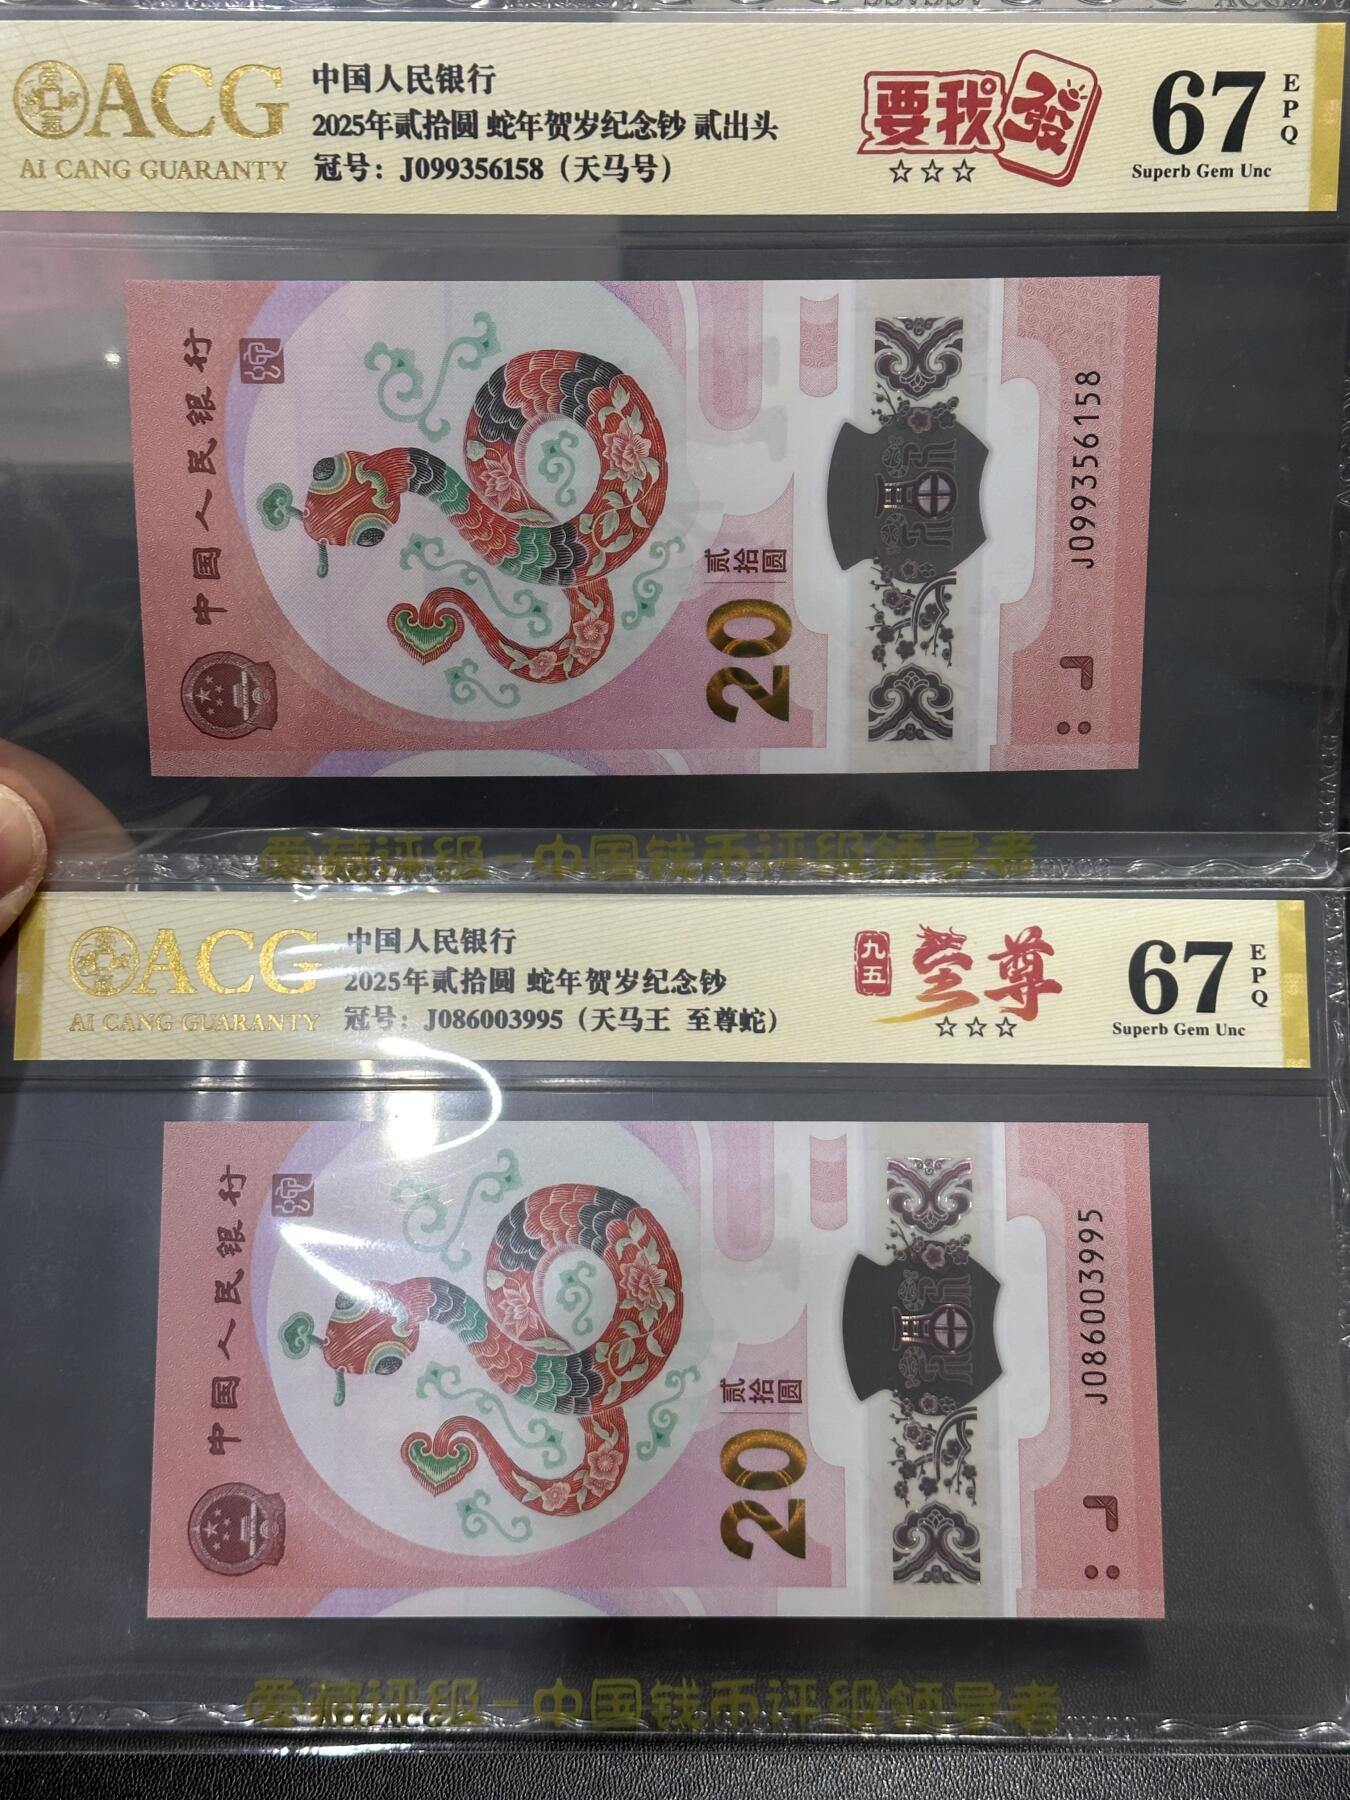 ACG
AI CANG GUARANTY
中国人民银行
2025年贰拾圆 蛇年贺岁纪念钞 贰出头
冠号：J099356158（天马号）
要我發
☆☆☆
67
EPQ
Superb Gem Unc
中国人民银行
贰拾圆
20
J099356158
爱藏评级-中国钱币评级领导者
ACG
AI CANG GUARANTY
中国人民银行
2025年贰拾圆 蛇年贺岁纪念钞
冠号：J086003995（天马王 至尊蛇）
九五
至尊
☆☆☆
67
EPQ
Superb Gem Unc
中国人民银行
贰拾圆
20
J086003995
爱藏评级-中国钱币评级领导者